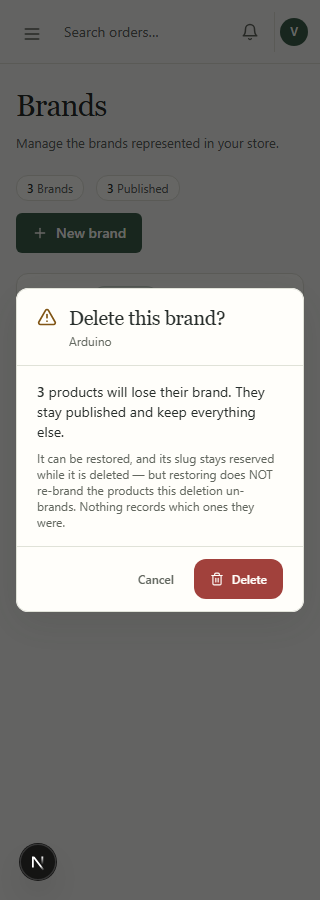 Search orders...
V
Brands
Manage the brands represented in your store.
3 Brands
3 Published
New brand
Delete this brand?
Arduino
3 products will lose their brand. They
stay published and keep everything
else.
It can be restored, and its slug stays reserved
while it is deleted — but restoring does NOT
re-brand the products this deletion un-
brands. Nothing records which ones they
were.
Cancel
Delete
N